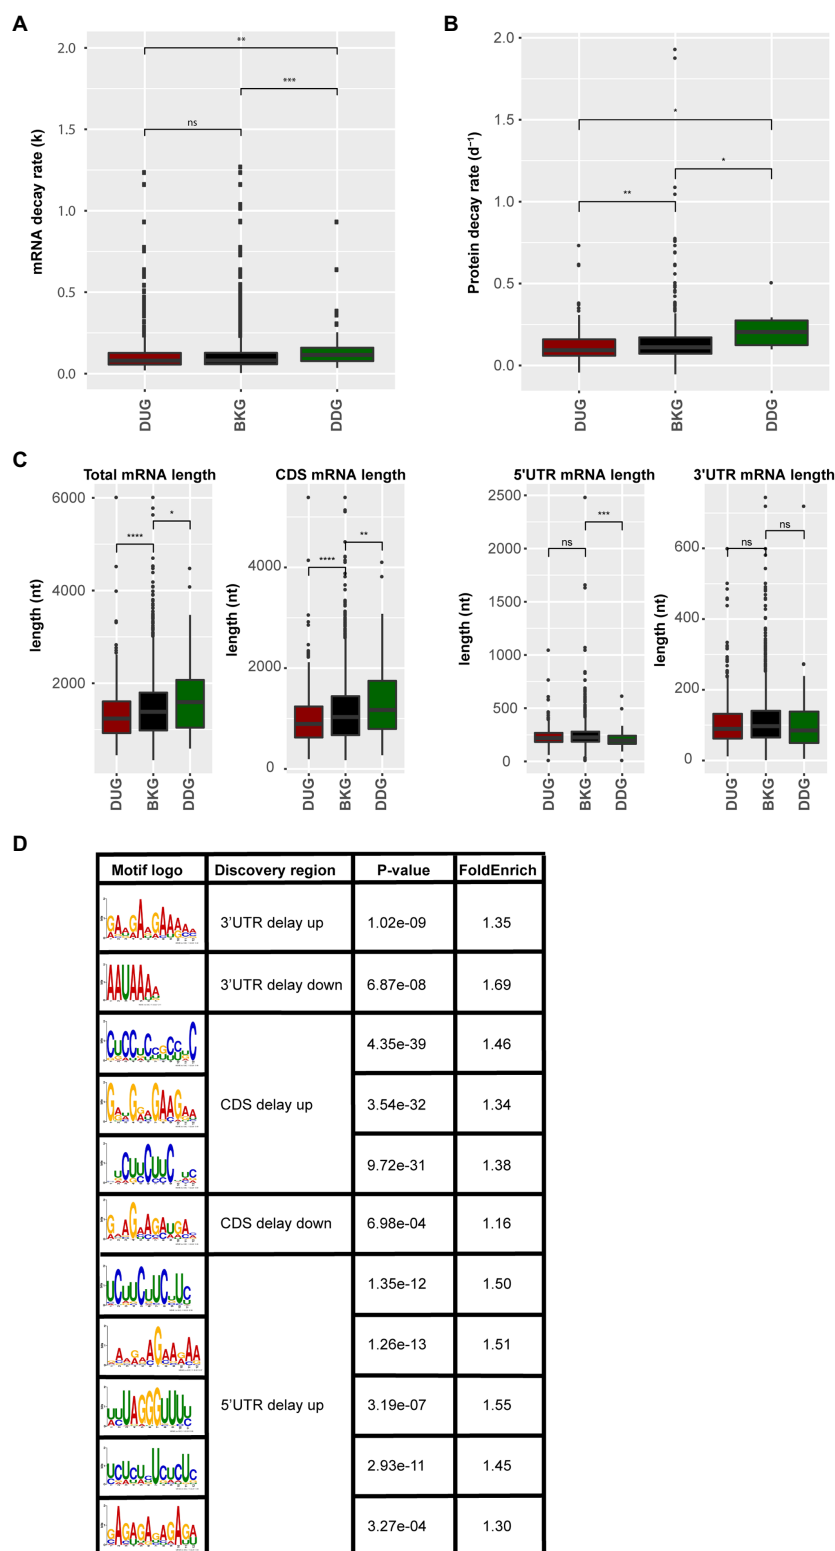 A
mRNA decay rate (k)
2.0
1.5
1.0
0.5
0.0
**
***
ns
DUG
BKG
DDG
B
Protein decay rate (d⁻¹)
2.0
1.5
1.0
0.5
0.0
*
*
**
DUG
BKG
DDG
C
Total mRNA length
length (nt)
6000
4000
2000
****
*
DUG
BKG
DDG
CDS mRNA length
length (nt)
4000
2000
0
****
**
DUG
BKG
DDG
5'UTR mRNA length
length (nt)
2500
2000
1500
1000
500
0
ns
***
DUG
BKG
DDG
3'UTR mRNA length
length (nt)
600
400
200
0
ns
ns
DUG
BKG
DDG
D
Motif logo Discovery region P-value FoldEnrich
3'UTR delay up 1.02e-09 1.35
AAUAAAA 3'UTR delay down 6.87e-08 1.69
4.35e-39 1.46
CDS delay up 3.54e-32 1.34
9.72e-31 1.38
CDS delay down 6.98e-04 1.16
1.35e-12 1.50
1.26e-13 1.51
5'UTR delay up 3.19e-07 1.55
2.93e-11 1.45
3.27e-04 1.30